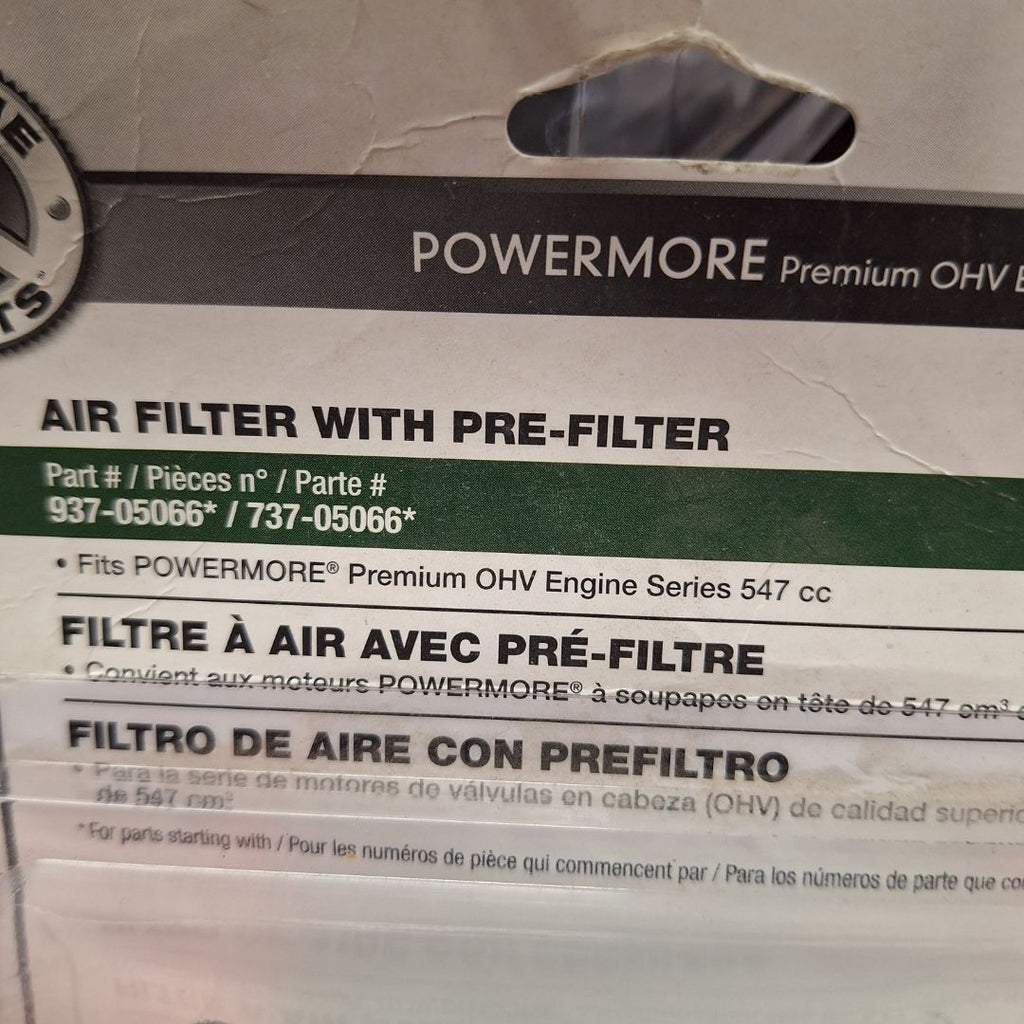 POWERMORE Premium OHV
AIR FILTER WITH PRE-FILTER
Part # / Pièces n° / Parte #
937-05066* / 737-05066*
• Fits POWERMORE® Premium OHV Engine Series 547 cc
FILTRE À AIR AVEC PRÉ-FILTRE
• Convient aux moteurs POWERMORE® à soupapes en tête de 547 cm³
FILTRO DE AIRE CON PREFILTRO
• Para la serie de motores de válvulas en cabeza (OHV) de calidad superio
de 547 cm³
*For parts starting with / Pour les numéros de pièce qui commencent par / Para los números de parte que